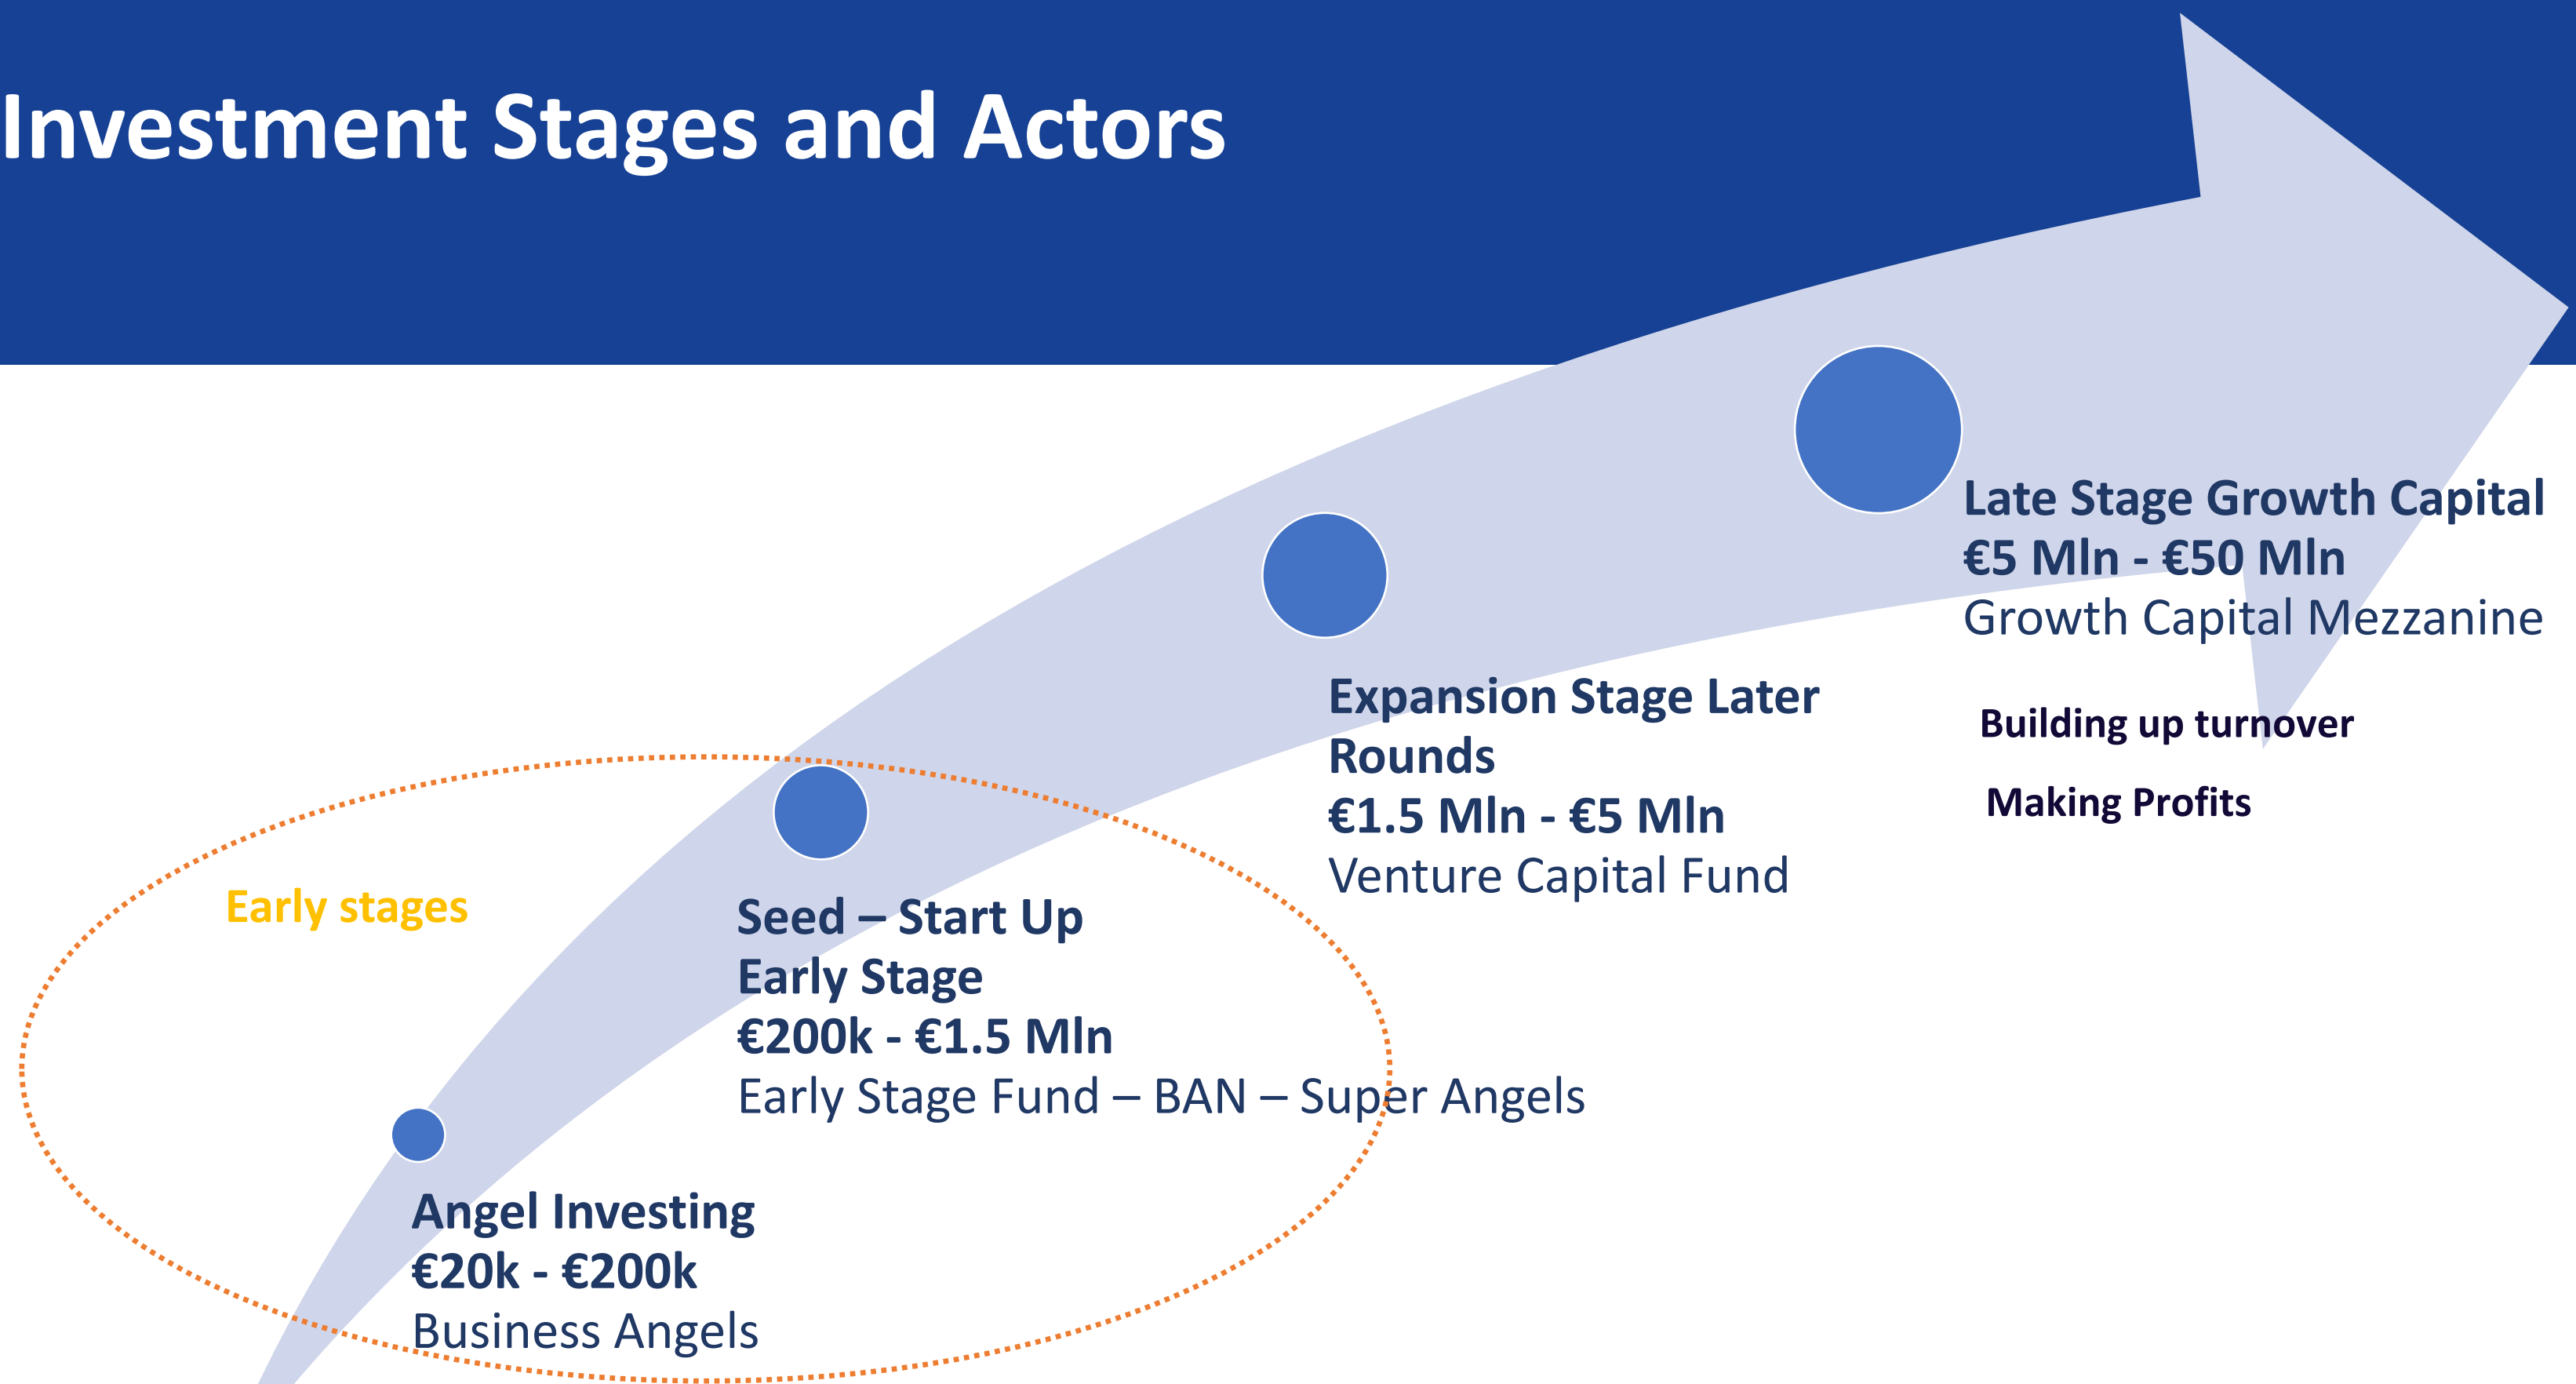 Investment Stages and Actors
Late Stage Growth Capital
€5 Mln - €50 Mln
Growth Capital Mezzanine
Building up turnover
Making Profits
Expansion Stage Later
Rounds
€1.5 Mln - €5 Mln
Venture Capital Fund
Early stages
Seed – Start Up
Early Stage
€200k - €1.5 Mln
Early Stage Fund – BAN – Super Angels
Angel Investing
€20k - €200k
Business Angels